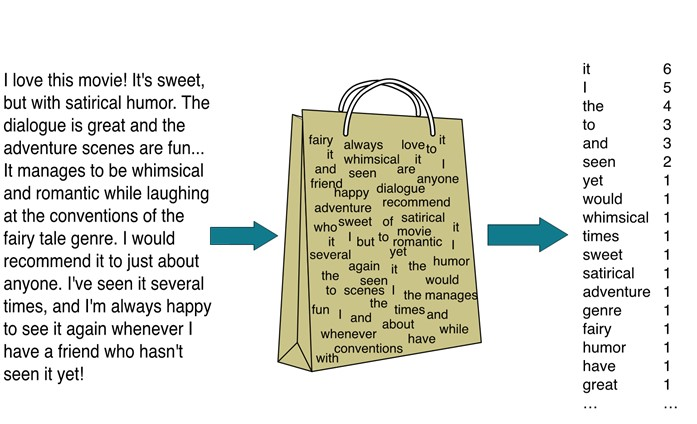 I love this movie! It's sweet,
but with satirical humor. The
dialogue is great and the
adventure scenes are fun...
It manages to be whimsical
and romantic while laughing
at the conventions of the
fairy tale genre. I would
recommend it to just about
anyone. I've seen it several
times, and I'm always happy
to see it again whenever I
have a friend who hasn't
seen it yet!
fairy always love to it
it whimsical it I
and seen are
friend anyone
happy dialogue
adventure recommend
who sweet of satirical
it I but to movie it
romantic I
several yet
again it the humor
the seen would
to scenes I the manages
fun the times and
I and about
whenever have while
conventions
with
it 6
I 5
the 4
to 3
and 3
seen 2
yet 1
would 1
whimsical 1
times 1
sweet 1
satirical 1
adventure 1
genre 1
fairy 1
humor 1
have 1
great 1
... ...